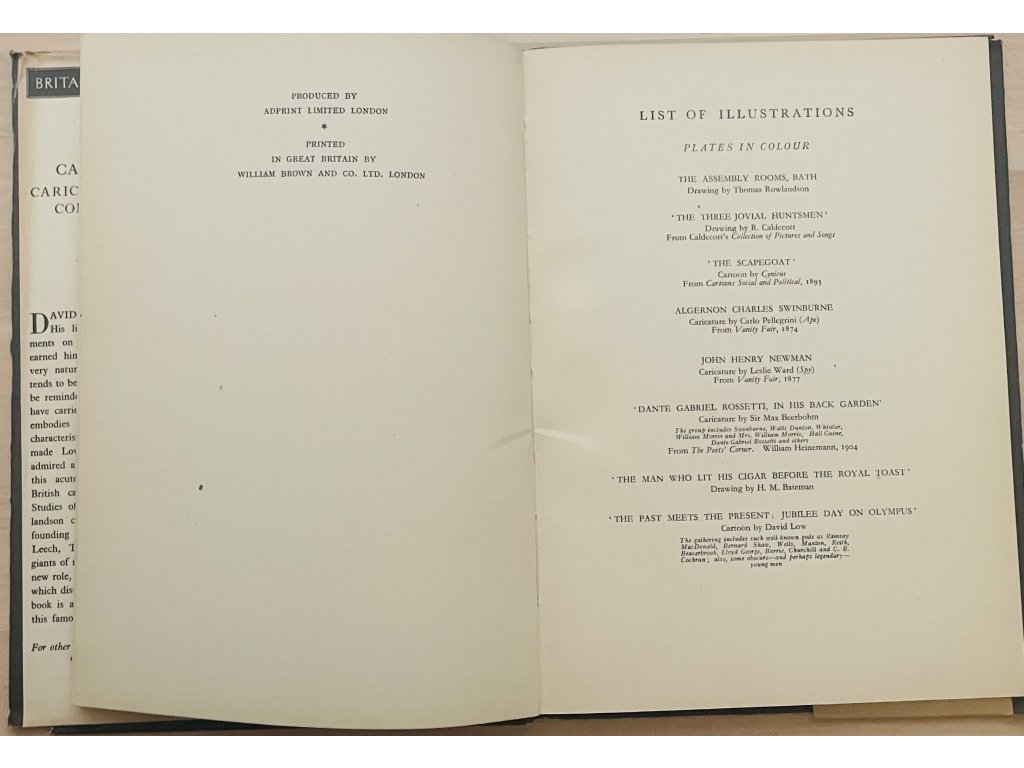 BRITA
CA
CARIC
CO
DAVID
His li
ments on
earned him
very natur
tends to be
be reminde
have carrie
embodies
characteris
made Lov
admired a
this acute
British ca
Studies of
landson c
founding
Leech, T
giants of
new role,
which dis
book is a
this famo
For other
PRODUCED BY
ADPRINT LIMITED LONDON
*
PRINTED
IN GREAT BRITAIN BY
WILLIAM BROWN AND CO. LTD. LONDON
LIST OF ILLUSTRATIONS
PLATES IN COLOUR
THE ASSEMBLY ROOMS, BATH
Drawing by Thomas Rowlandson
'THE THREE JOVIAL HUNTSMEN'
Drawing by R. Caldecott
From Caldecott's Collection of Pictures and Songs
'THE SCAPEGOAT'
Cartoon by Cynicus
From Cartoons Social and Political, 1893
ALGERNON CHARLES SWINBURNE
Caricature by Carlo Pellegrini (Ape)
From Vanity Fair, 1874
JOHN HENRY NEWMAN
Caricature by Leslie Ward (Spy)
From Vanity Fair, 1877
'DANTE GABRIEL ROSSETTI, IN HIS BACK GARDEN'
Caricature by Sir Max Beerbohm
The group includes Swinburne, Watts Dunton, Whistler,
William Morris and Mrs. William Morris, Hall Caine,
Dante Gabriel Rossetti and others
From The Poets' Corner. William Heinemann, 1904
'THE MAN WHO LIT HIS CIGAR BEFORE THE ROYAL TOAST'
Drawing by H. M. Bateman
'THE PAST MEETS THE PRESENT: JUBILEE DAY ON OLYMPUS'
Cartoon by David Low
The gathering includes such well-known gods as Ramsay
MacDonald, Bernard Shaw, Wells, Maxton, Reith,
Beaverbrook, Lloyd George, Barrie, Churchill and C. B.
Cochran; also, some obscure—and perhaps legendary—
young men